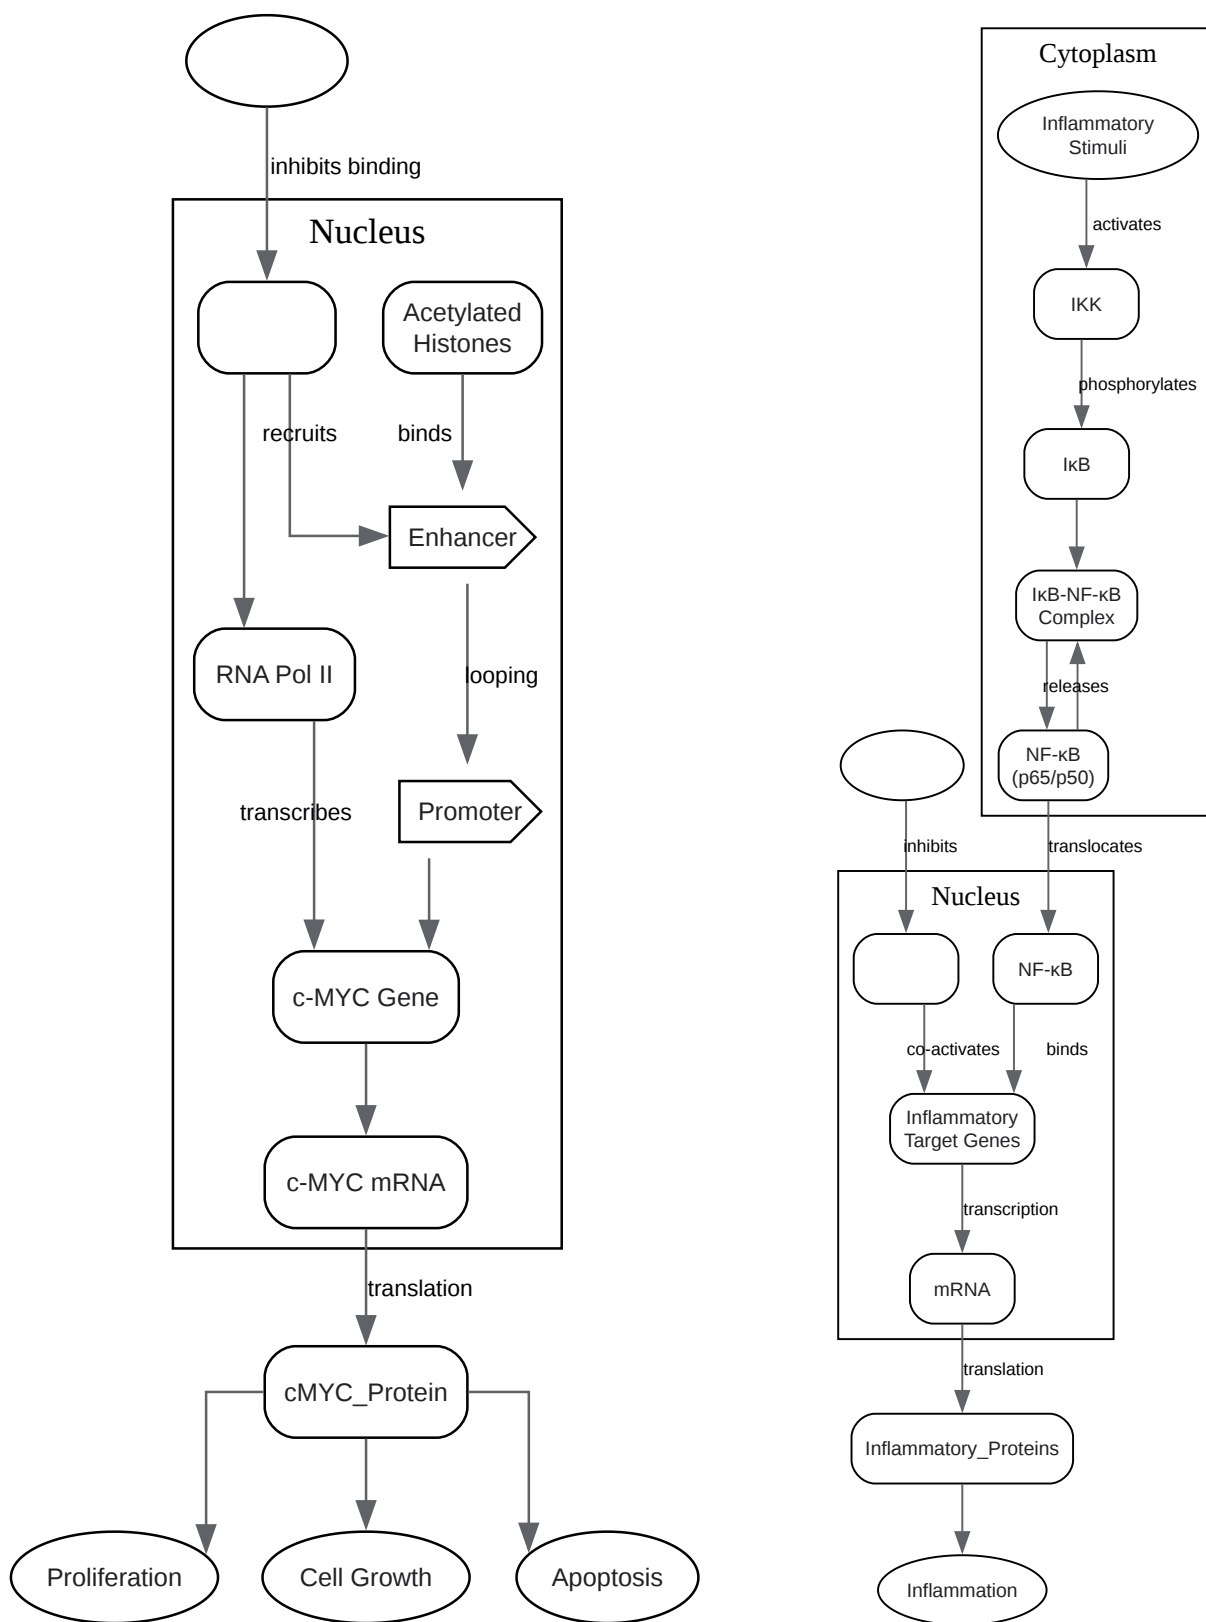 inhibits binding
Nucleus
Acetylated
Histones
recruits
binds
Enhancer
RNA Pol II
looping
transcribes
Promoter
c-MYC Gene
c-MYC mRNA
translation
cMYC_Protein
Proliferation
Cell Growth
Apoptosis
Cytoplasm
Inflammatory
Stimuli
activates
IKK
phosphorylates
IκB
IκB-NF-κB
Complex
releases
NF-κB
(p65/p50)
inhibits
translocates
Nucleus
NF-κB
co-activates
binds
Inflammatory
Target Genes
transcription
mRNA
translation
Inflammatory_Proteins
Inflammation